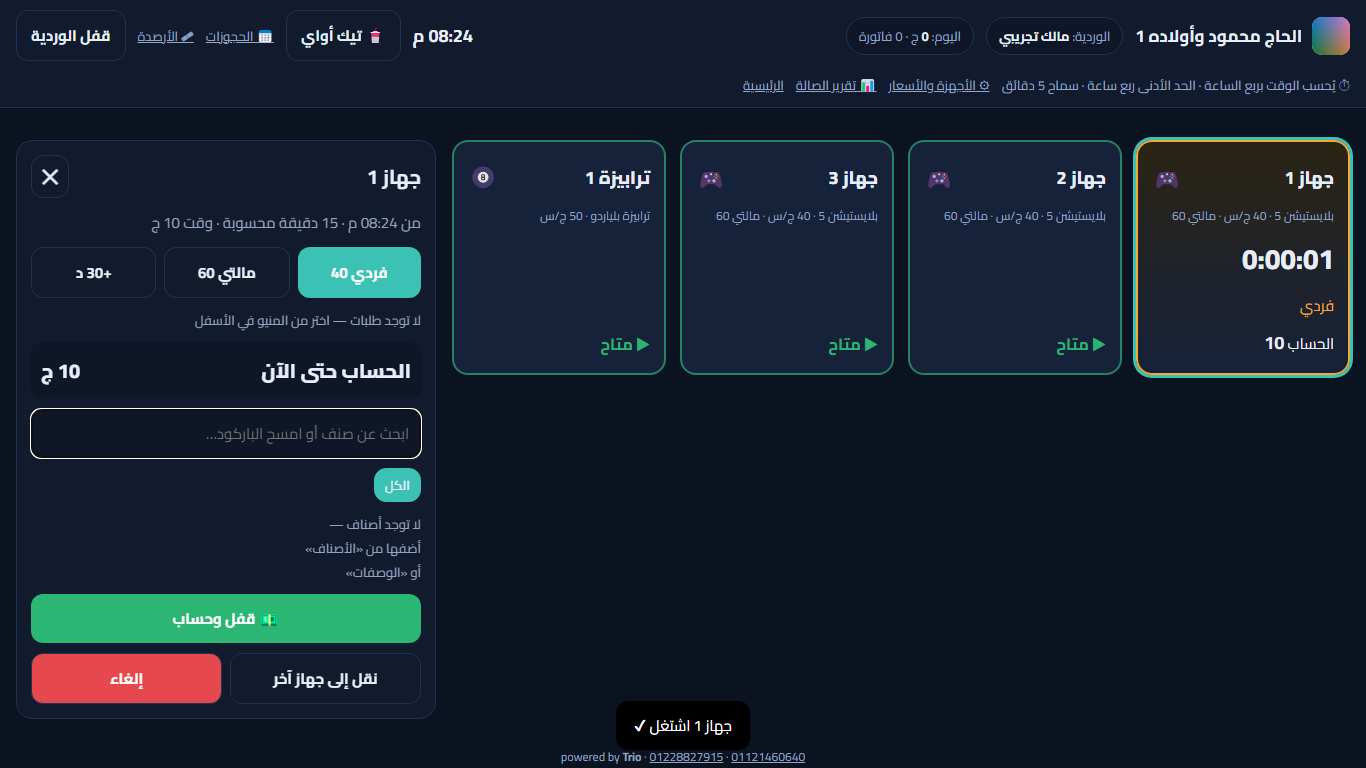 الحاج محمود وأولاده 1
الوردية: مالك تجريبي
اليوم: 0 ج · 0 فاتورة
08:24 م
تيك أواي
الحجوزات
الأرصدة
قفل الوردية
يُحسب الوقت بربع الساعة · الحد الأدنى ربع ساعة · سماح 5 دقائق
الأجهزة والأسعار
تقرير الصالة
الرئيسية
جهاز 1
بلايستيشن 5 · 40 ج/س · مالتي 60
0:00:01
فردي
الحساب 10
جهاز 2
بلايستيشن 5 · 40 ج/س · مالتي 60
▶ متاح
جهاز 3
بلايستيشن 5 · 40 ج/س · مالتي 60
▶ متاح
ترابيزة 1
ترابيزة بلياردو · 50 ج/س
▶ متاح
جهاز 1
من 08:24 م · 15 دقيقة محسوبة · وقت 10 ج
فردي 40
مالتي 60
+30 د
لا توجد طلبات — اختر من المنيو في الأسفل
الحساب حتى الآن
10 ج
ابحث عن صنف أو امسح الباركود...
الكل
لا توجد أصناف —
أضفها من «الأصناف»
أو «الوصفات»
قفل وحساب
نقل إلى جهاز آخر
إلغاء
جهاز 1 اشتغل ✓
powered by Trio · 01228827915 · 01121460640